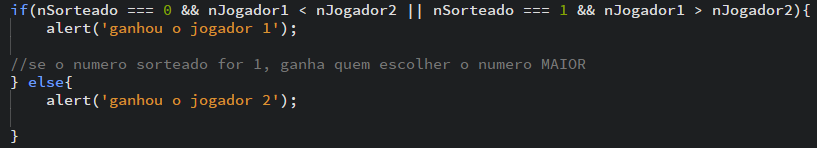 if(nSorteado === 0 && nJogador1 < nJogador2 || nSorteado === 1 && nJogador1 > nJogador2){
    alert('ganhou o jogador 1');
//se o numero sorteado for 1, ganha quem escolher o numero MAIOR
} else{
    alert('ganhou o jogador 2');
}